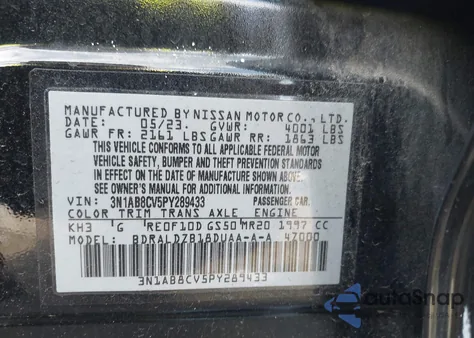 MANUFACTURED BY NISSAN MOTOR CO., LTD.
DATE: 05/23. GVWR: 4001 LBS
GAWR FR: 2161 LBS GAWR RR: 1863 LBS
THIS VEHICLE CONFORMS TO ALL APPLICABLE FEDERAL MOTOR
VEHICLE SAFETY, BUMPER AND THEFT PREVENTION STANDARDS
IN EFFECT ON THE DATE OF MANUFACTURE SHOWN ABOVE.
SEE OWNER'S MANUAL FOR ADDITIONAL INFORMATION.
VIN: 3N1AB8CV5PY289433 PASSENGER CAR.
COLOR TRIM TRANS AXLE ENGINE
KH3 G RE0F10D GS50 MR20 1997 CC
MODEL: BDRALDZB18DUAA-A-A 4Z000
3N1AB8CV5PY289433
autoSnap